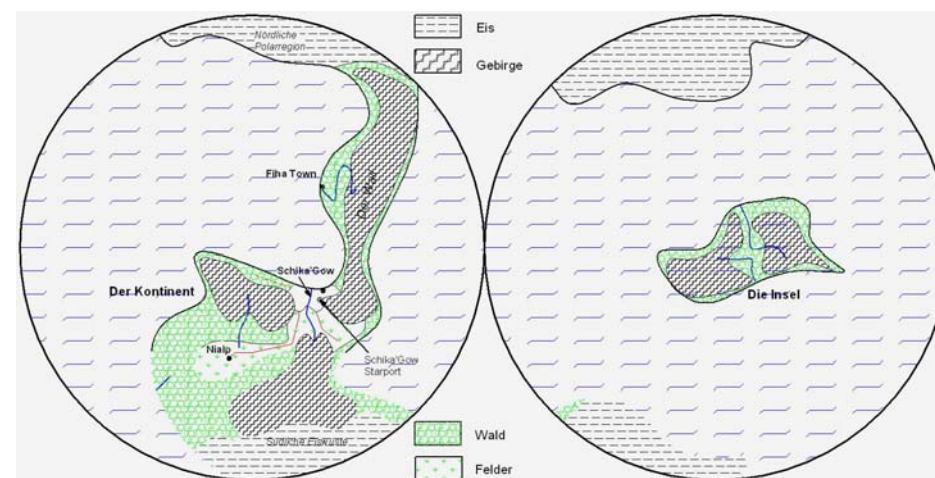 Nördliche
Polarregion
Eis
Gebirge
Fiha Town
Der Wall
Schika'Gow
Der Kontinent
Die Insel
Nialp
Schika'Gow
Starport
Südliche Eisküste
Wald
Felder